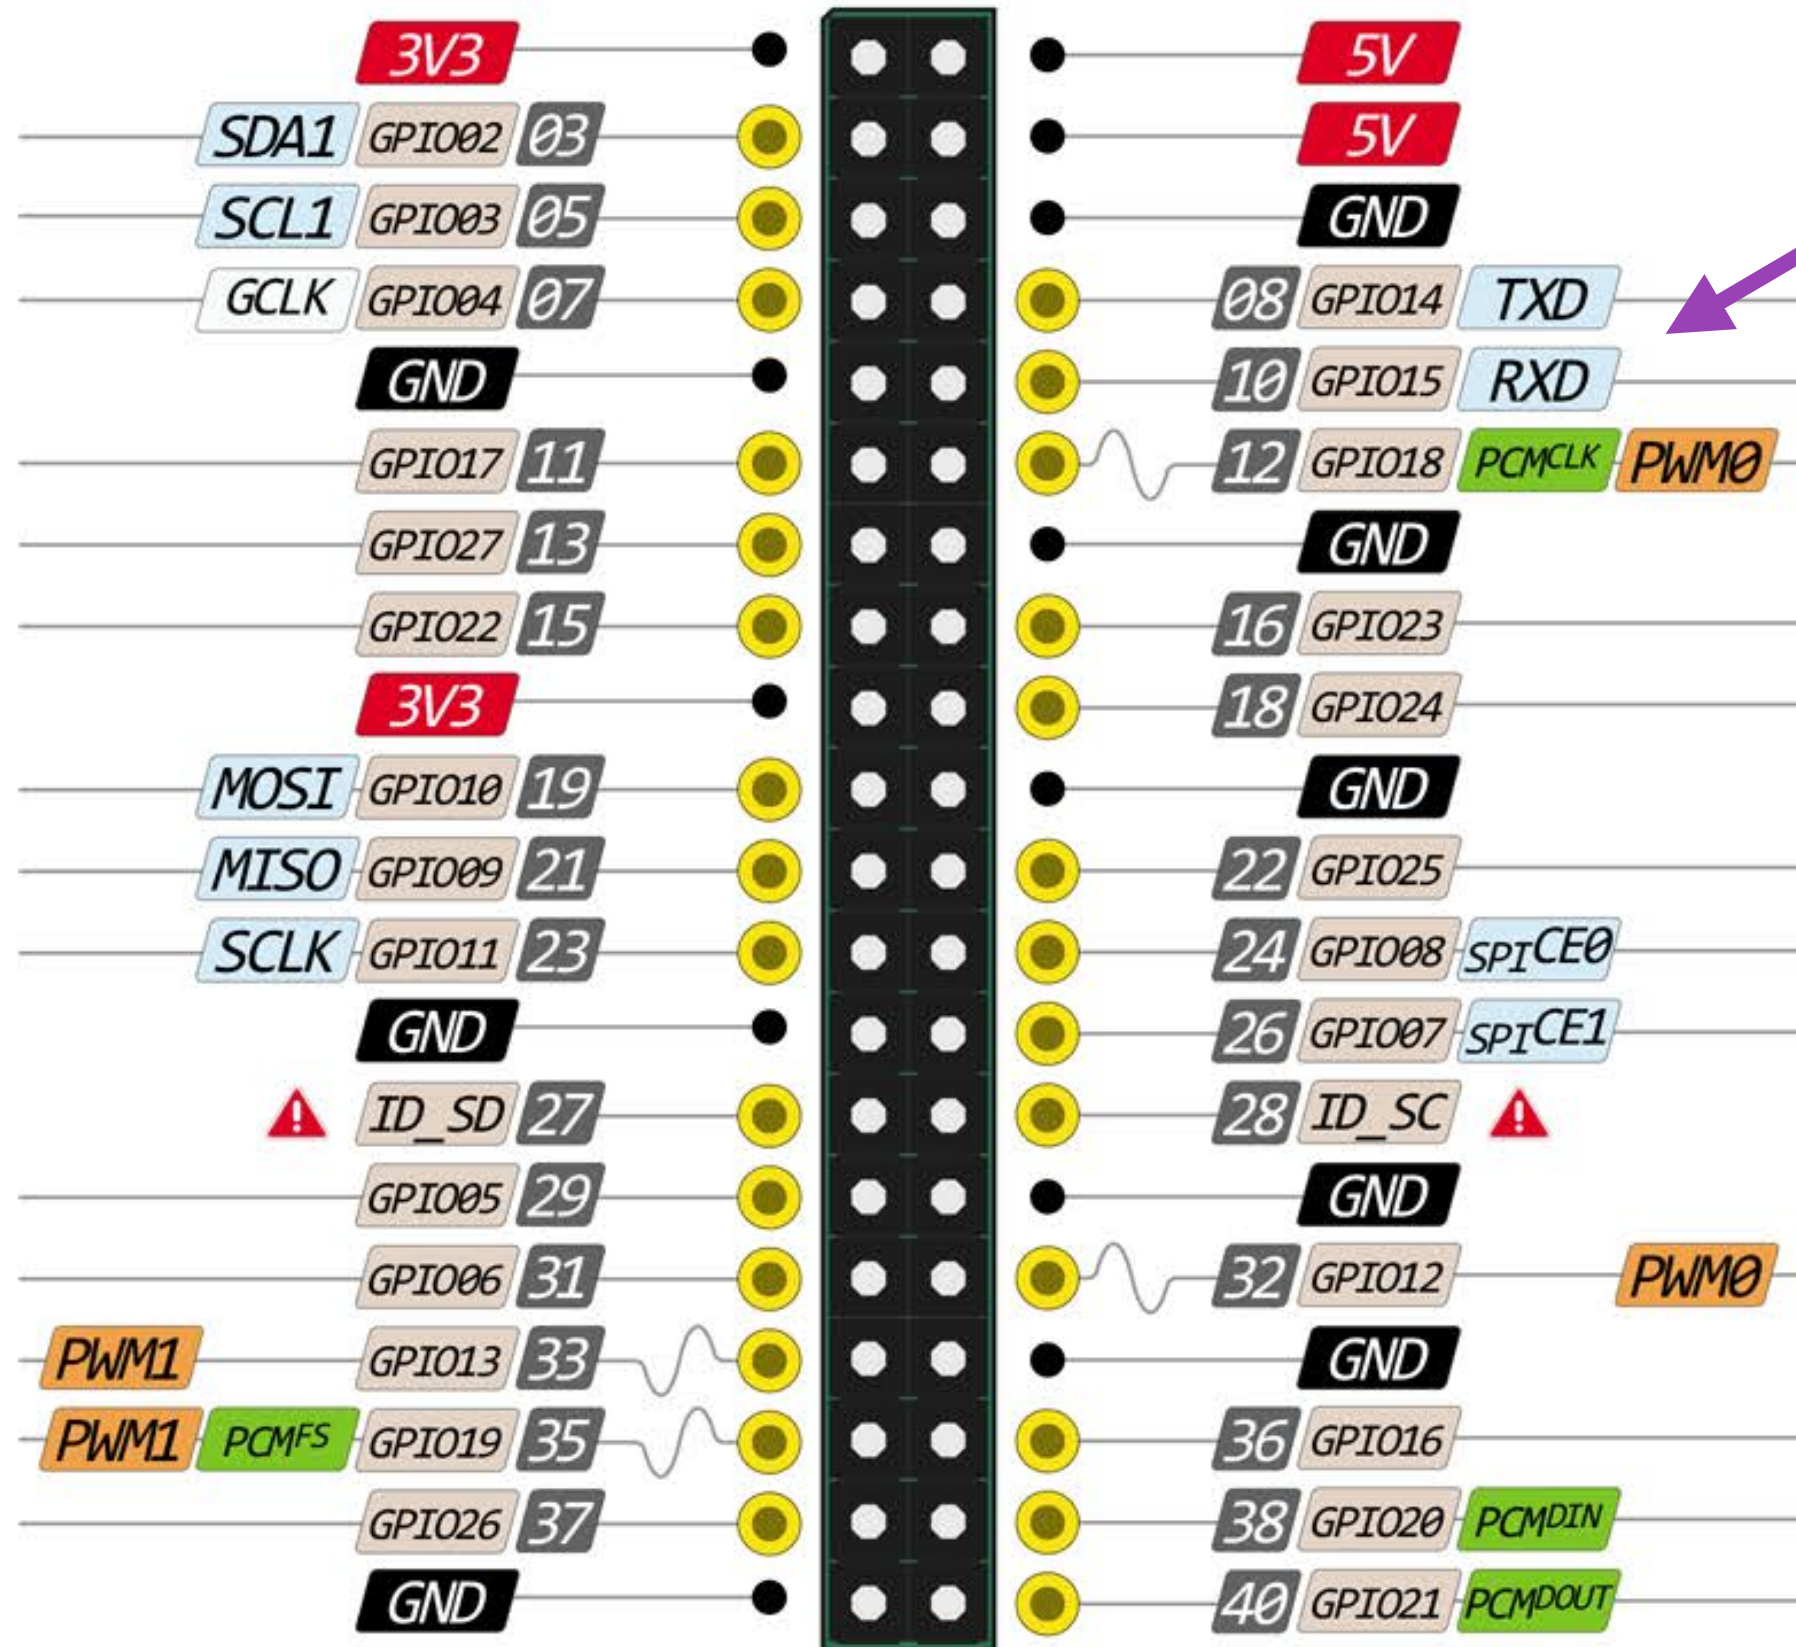 3V3 5V
SDA1 GPIO02 03 5V
SCL1 GPIO03 05 GND
GCLK GPIO04 07 08 GPIO14 TXD
GND 10 GPIO15 RXD
GPIO17 11 12 GPIO18 PCMCLK PWM0
GPIO27 13 GND
GPIO22 15 16 GPIO23
3V3 18 GPIO24
MOSI GPIO10 19 GND
MISO GPIO09 21 22 GPIO25
SCLK GPIO11 23 24 GPIO08 SPICE0
GND 26 GPIO07 SPICE1
! ID_SD 27 28 ID_SC !
GPIO05 29 GND
GPIO06 31 32 GPIO12 PWM0
PWM1 GPIO13 33 GND
PWM1 PCMFS GPIO19 35 36 GPIO16
GPIO26 37 38 GPIO20 PCMDIN
GND 40 GPIO21 PCMDOUT